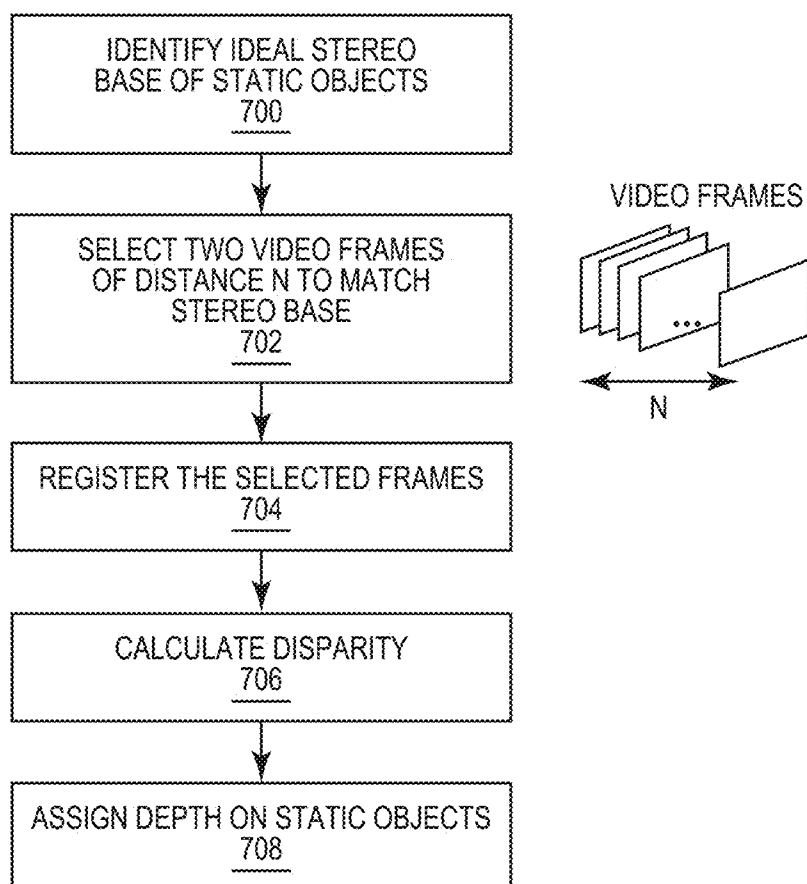 IDENTIFY IDEAL STEREO
BASE OF STATIC OBJECTS
700
SELECT TWO VIDEO FRAMES
OF DISTANCE N TO MATCH
STEREO BASE
702
REGISTER THE SELECTED FRAMES
704
CALCULATE DISPARITY
706
ASSIGN DEPTH ON STATIC OBJECTS
708
VIDEO FRAMES
...
N